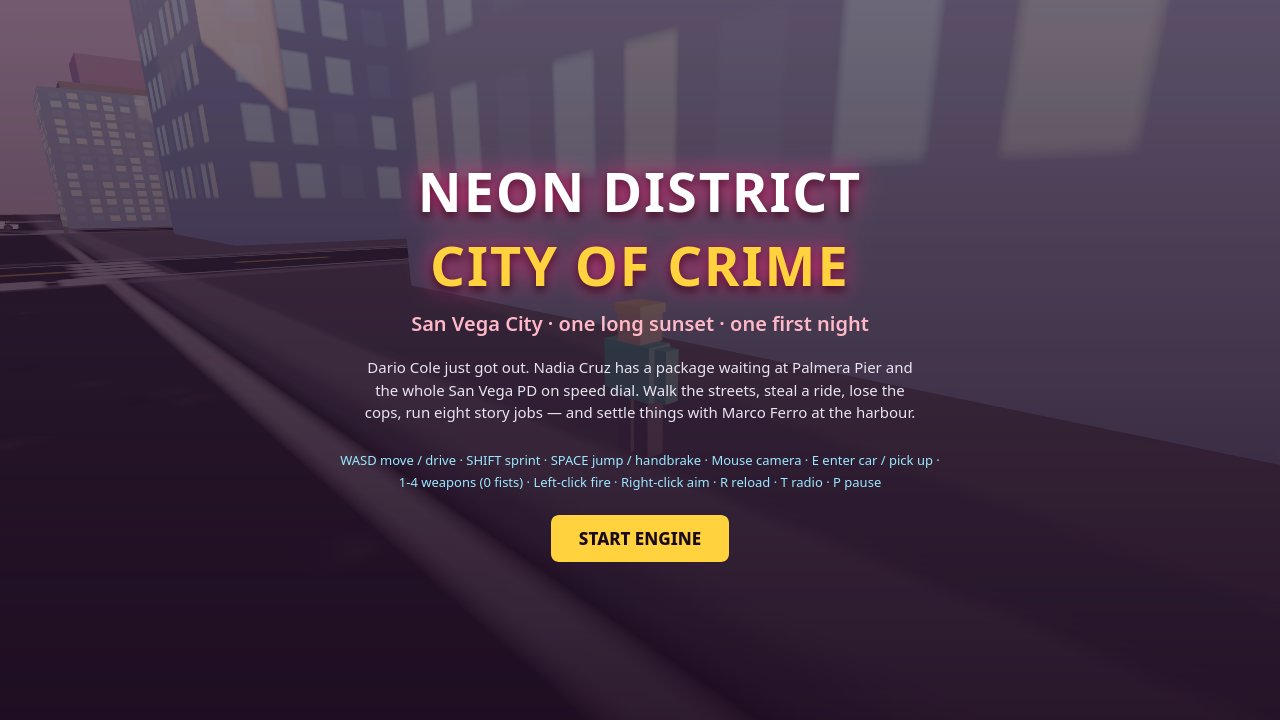 NEON DISTRICT
CITY OF CRIME
San Vega City · one long sunset · one first night
Dario Cole just got out. Nadia Cruz has a package waiting at Palmera Pier and
the whole San Vega PD on speed dial. Walk the streets, steal a ride, lose the
cops, run eight story jobs — and settle things with Marco Ferro at the harbour.
WASD move / drive · SHIFT sprint · SPACE jump / handbrake · Mouse camera · E enter car / pick up ·
1-4 weapons (0 fists) · Left-click fire · Right-click aim · R reload · T radio · P pause
START ENGINE